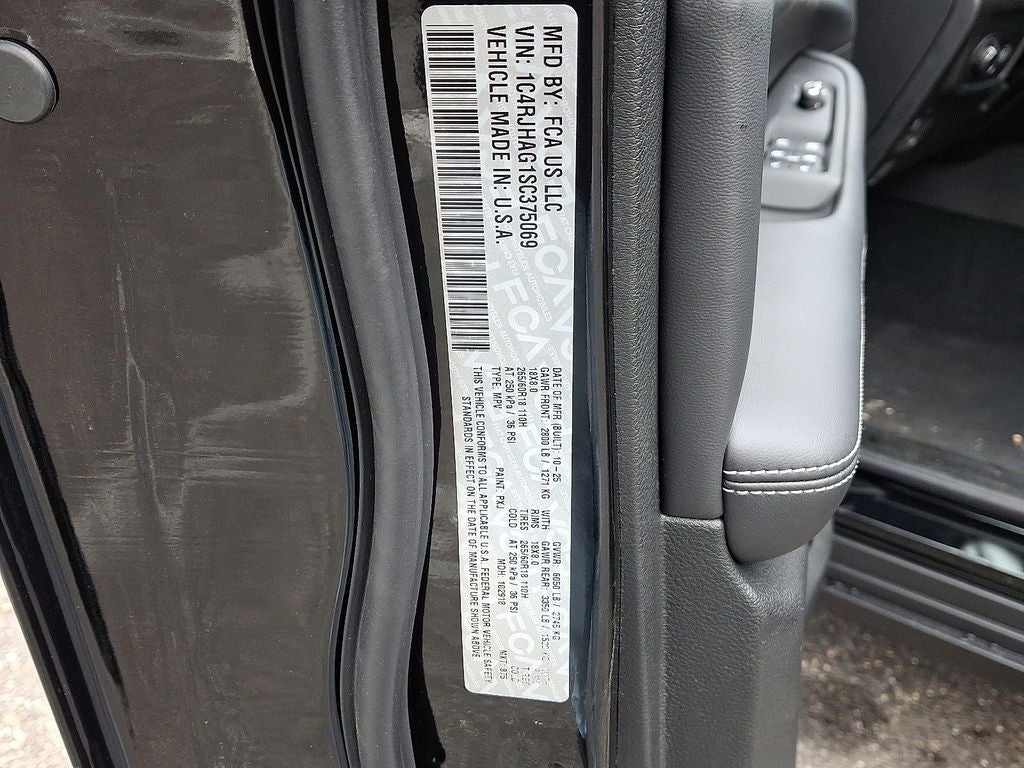 MFD BY: FCA US LLC
VIN: 1C4RJHAG1SC375069
VEHICLE MADE IN: U.S.A.
DATE OF MFR (BUILT): 10-25 GVWR: 6050 LB / 2745 KG
GAWR FRONT: 2800 LB / 1271 KG WITH GAWR REAR: 3350 LB /
18X8.0 RIMS 18X8.0
265/60R18 110H TIRES 265/60R18 110H
AT 250 kPa / 36 PSI COLD AT 250 kPa / 36 PSI
TYPE: MPV PAINT: PXJ MDH: 102918
THIS VEHICLE CONFORMS TO ALL APPLICABLE U.S.A. FEDERAL MOTOR VEHICLE SAFETY
STANDARDS IN EFFECT ON THE DATE OF MANUFACTURE SHOWN ABOVE